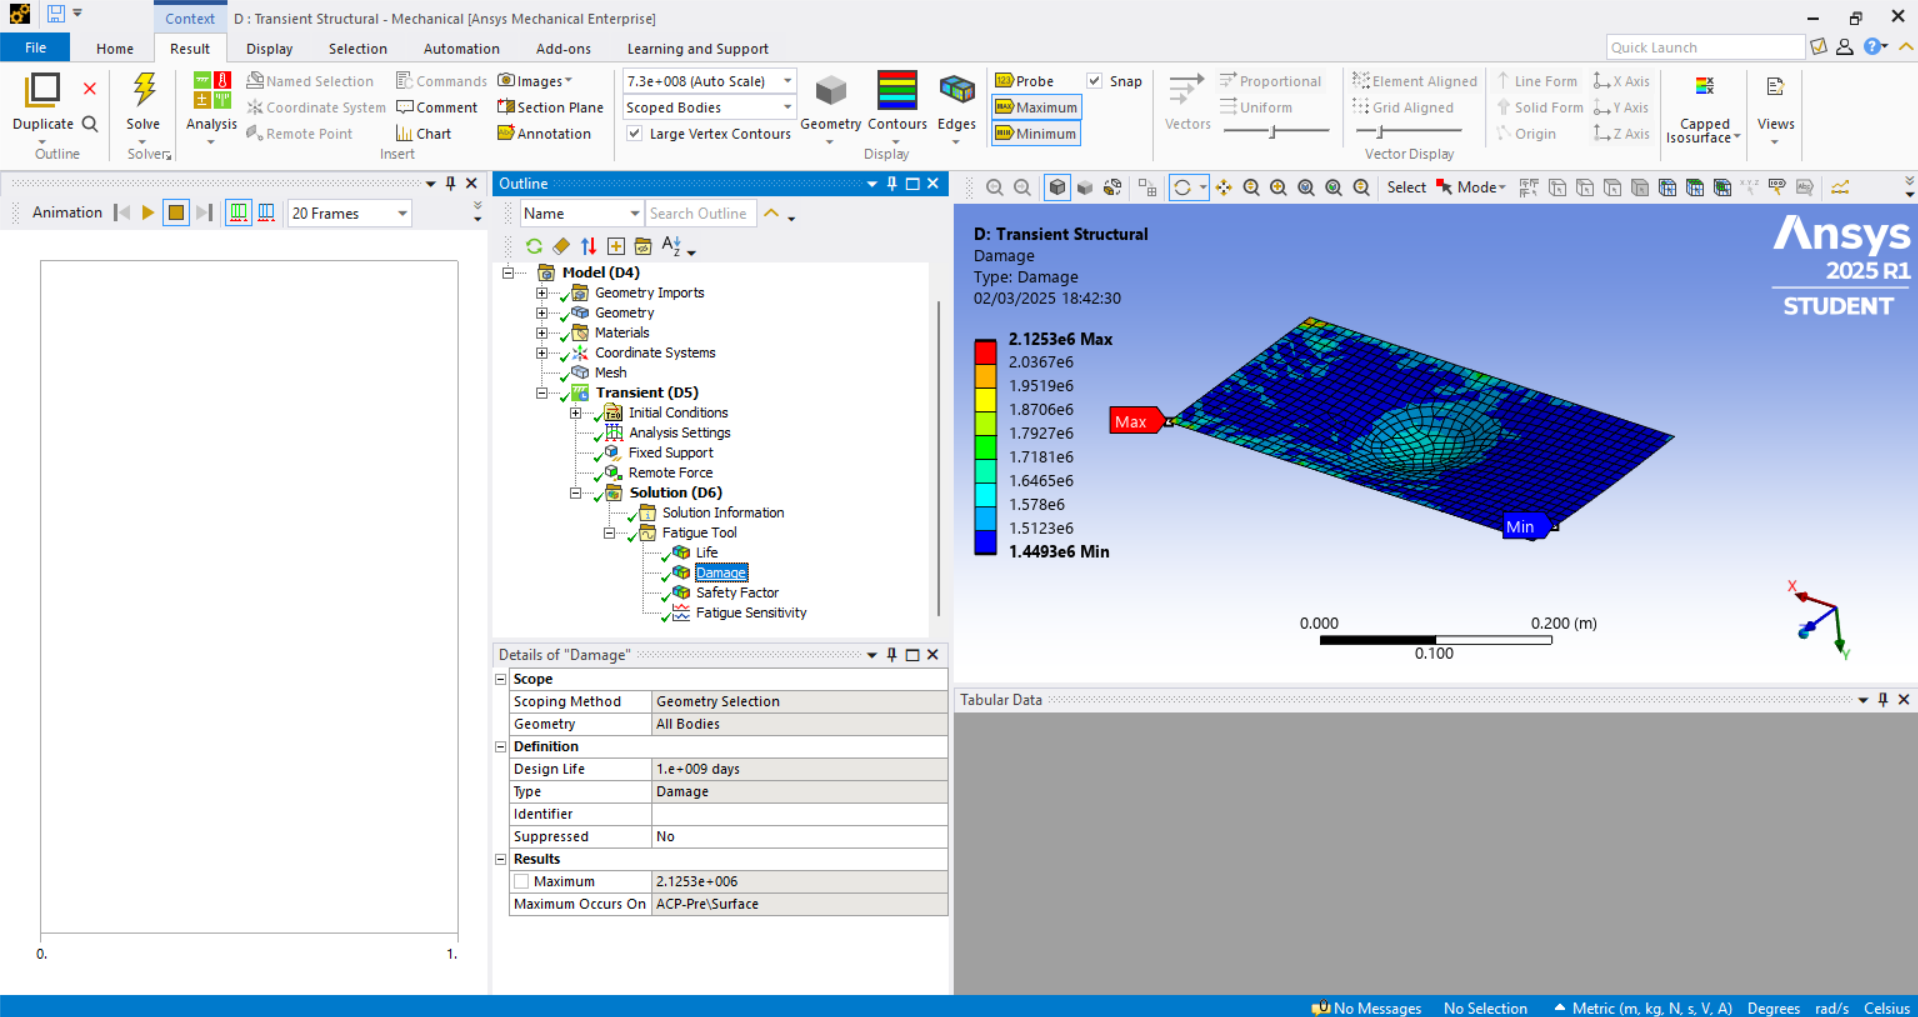 Context
D : Transient Structural - Mechanical [Ansys Mechanical Enterprise]
File
Home
Result
Display
Selection
Automation
Add-ons
Learning and Support
Quick Launch
Duplicate
Outline
Solve
Solver
Analysis
Named Selection
Coordinate System
Remote Point
Commands
Comment
Chart
Images
Section Plane
Annotation
Insert
7.3e+008 (Auto Scale)
Scoped Bodies
Large Vertex Contours
Geometry
Contours
Edges
Display
Probe
Maximum
Minimum
Snap
Vectors
Proportional
Uniform
Element Aligned
Grid Aligned
Line Form
Solid Form
Origin
X Axis
Y Axis
Z Axis
Vector Display
Capped
Isosurface
Views
Animation
20 Frames
0.
1.
Outline
Name
Search Outline
Model (D4)
Geometry Imports
Geometry
Materials
Coordinate Systems
Mesh
Transient (D5)
Initial Conditions
Analysis Settings
Fixed Support
Remote Force
Solution (D6)
Solution Information
Fatigue Tool
Life
Damage
Safety Factor
Fatigue Sensitivity
Details of "Damage"
Scope
Scoping Method Geometry Selection
Geometry All Bodies
Definition
Design Life 1.e+009 days
Type Damage
Identifier
Suppressed No
Results
Maximum 2.1253e+006
Maximum Occurs On ACP-Pre\Surface
Select
Mode
D: Transient Structural
Damage
Type: Damage
02/03/2025 18:42:30
2.1253e6 Max
2.0367e6
1.9519e6
1.8706e6
1.7927e6
1.7181e6
1.6465e6
1.578e6
1.5123e6
1.4493e6 Min
Max
Min
Ansys
2025 R1
STUDENT
0.000
0.200 (m)
0.100
X
Y
Tabular Data
No Messages
No Selection
Metric (m, kg, N, s, V, A)
Degrees
rad/s
Celsius